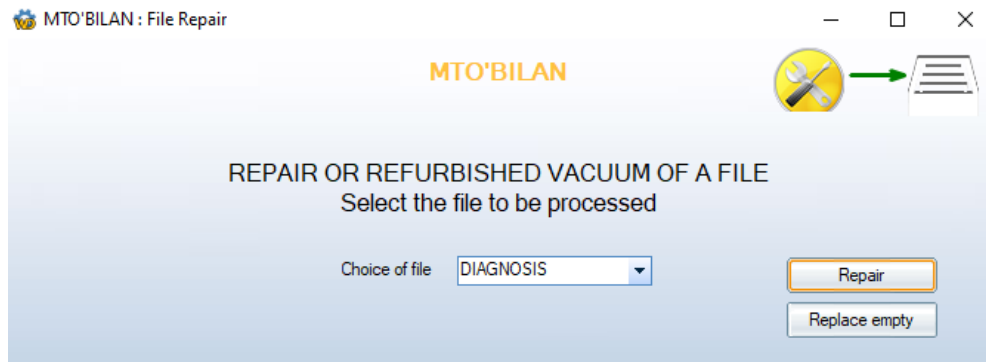 MTO'BILAN : File Repair
MTO'BILAN
REPAIR OR REFURBISHED VACUUM OF A FILE
Select the file to be processed
Choice of file DIAGNOSIS
Repair
Replace empty